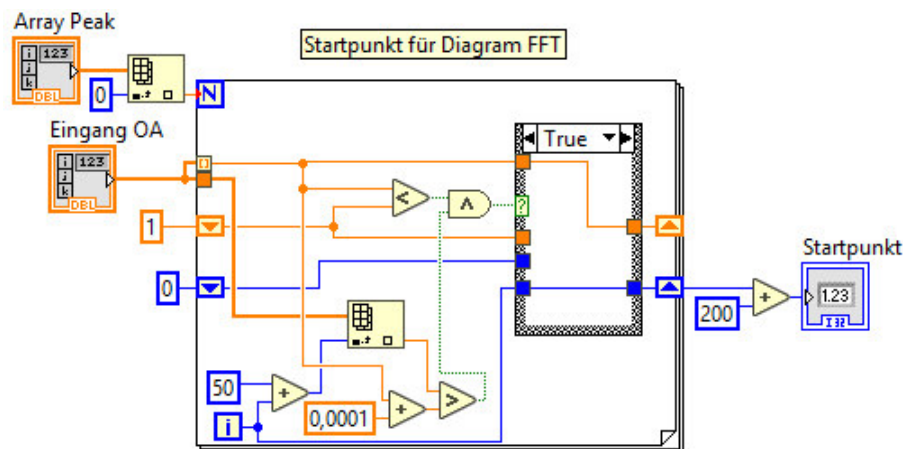 Array Peak
i
j
k
123
DBL
0
Startpunkt für Diagram FFT
N
Eingang OA
i
j
k
123
DBL
True
<
∧
?
1
0
Startpunkt
1.23
I32
+
200
50
+
0,0001
+
>
i